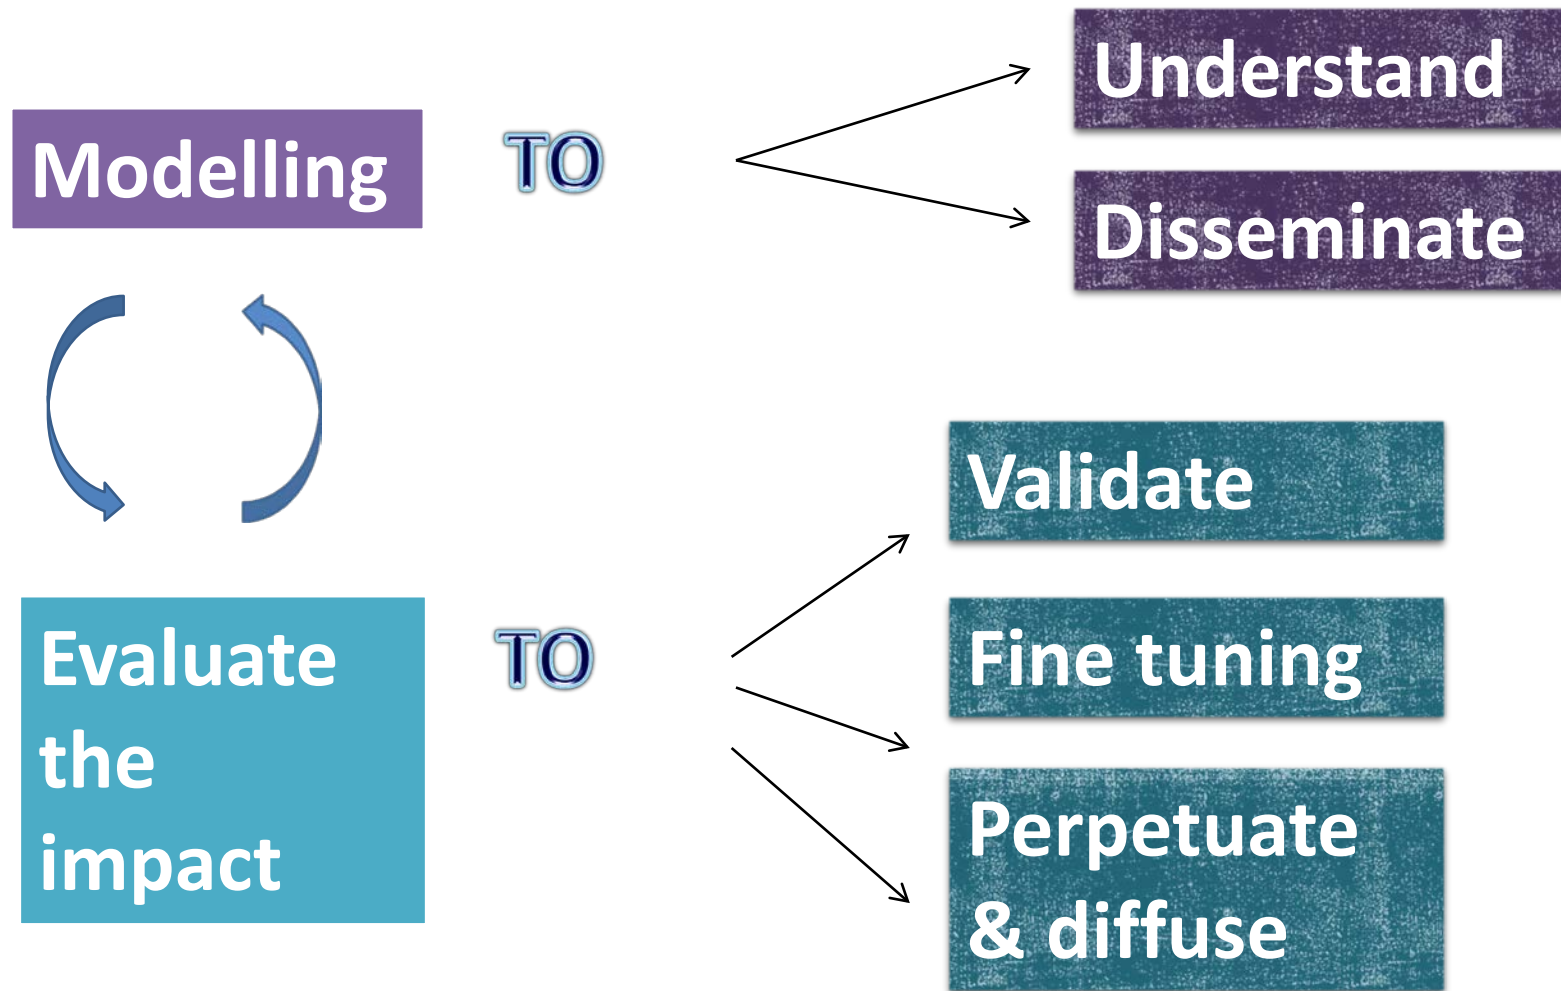 Modelling
TO
Understand
Disseminate
Evaluate
the
impact
TO
Validate
Fine tuning
Perpetuate
& diffuse